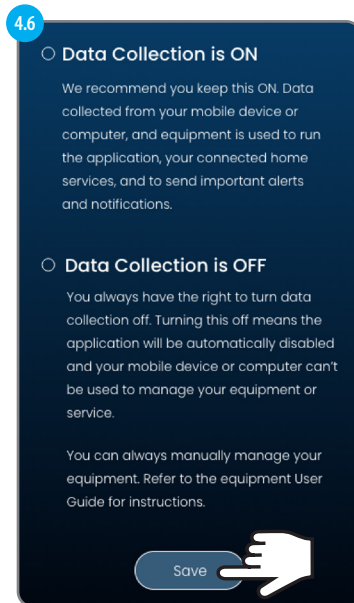 4.6
Data Collection is ON
We recommend you keep this ON. Data
collected from your mobile device or
computer, and equipment is used to run
the application, your connected home
services, and to send important alerts
and notifications.
Data Collection is OFF
You always have the right to turn data
collection off. Turning this off means the
application will be automatically disabled
and your mobile device or computer can't
be used to manage your equipment or
service.
You can always manually manage your
equipment. Refer to the equipment User
Guide for instructions.
Save